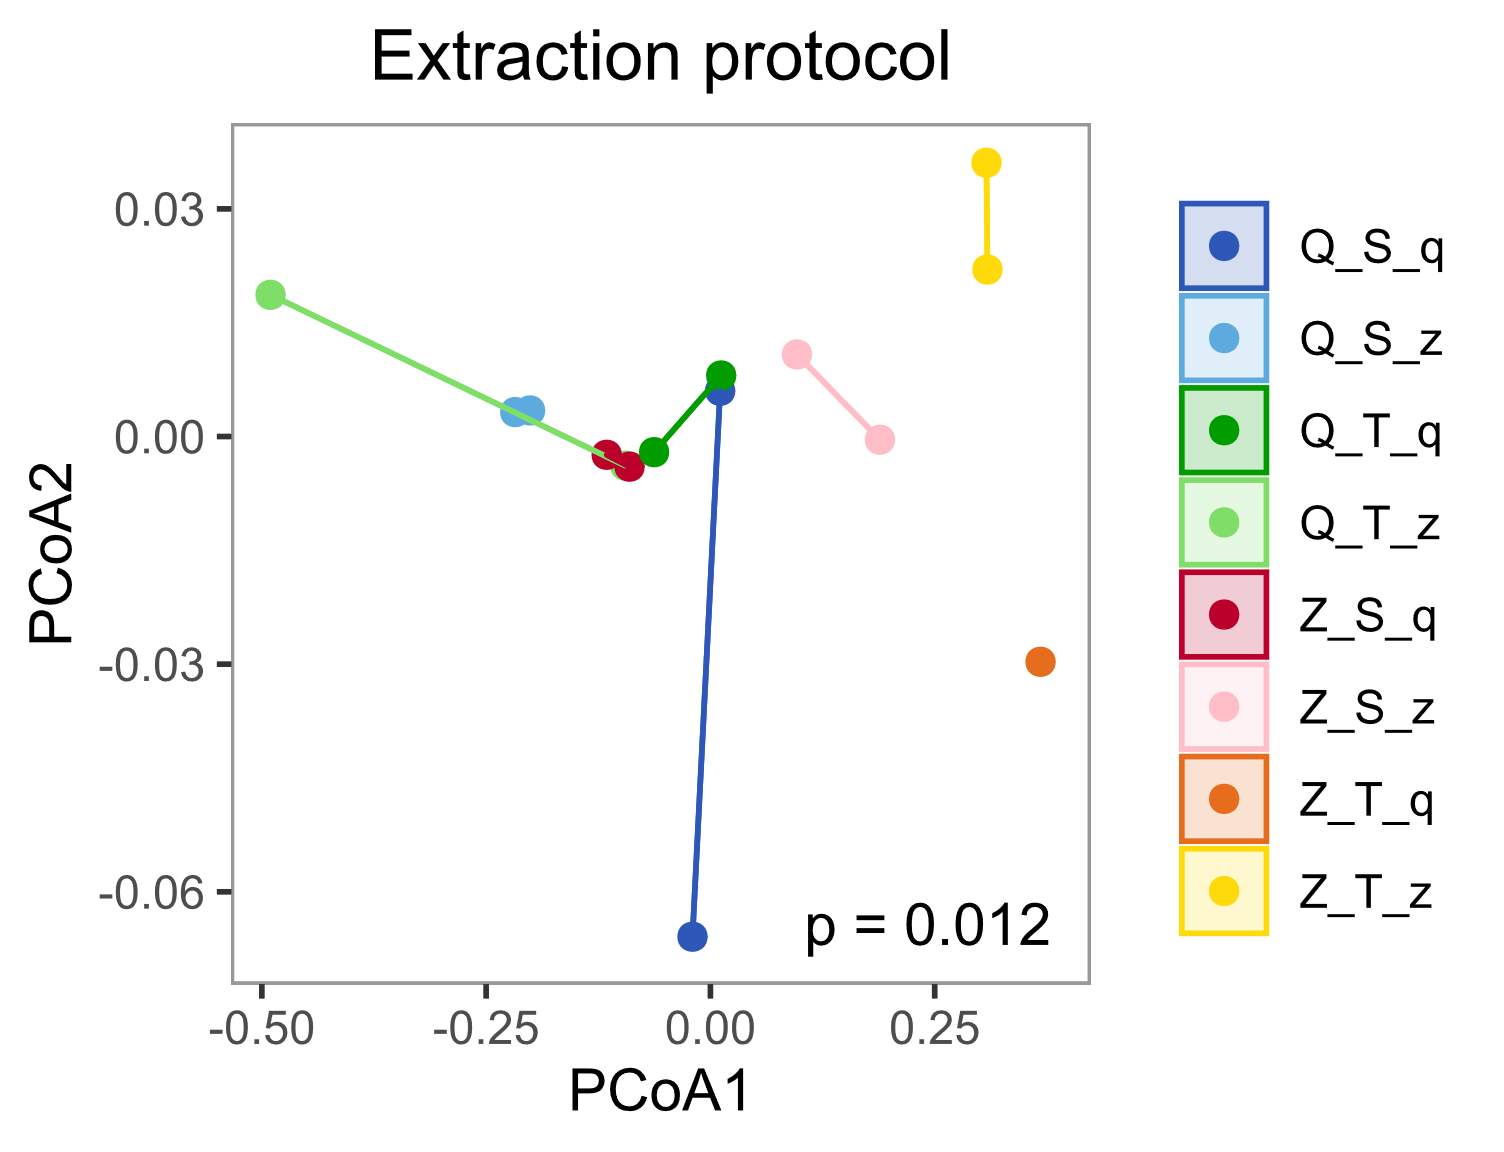 Extraction protocol
0.03
0.00
-0.03
-0.06
PCoA2
p = 0.012
-0.50 -0.25 0.00 0.25
PCoA1
Q_S_q
Q_S_z
Q_T_q
Q_T_z
Z_S_q
Z_S_z
Z_T_q
Z_T_z